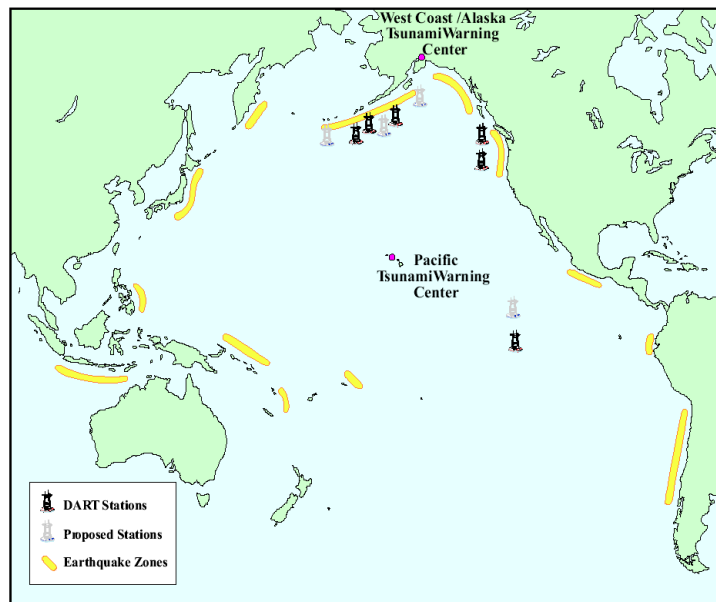 West Coast /Alaska
TsunamiWarning
Center
Pacific
TsunamiWarning
Center
DART Stations
Proposed Stations
Earthquake Zones